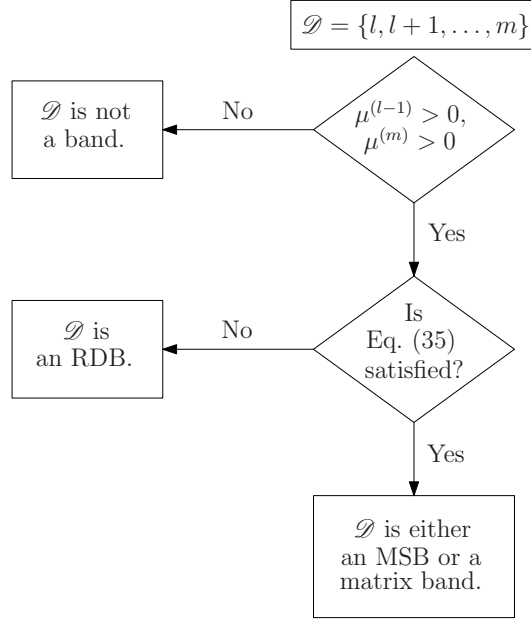 𝒟 = {l, l + 1, . . . , m}
μ^{(l−1)} > 0,
μ^{(m)} > 0
No
𝒟 is not
a band.
Yes
Is
Eq. (35)
satisfied?
No
𝒟 is
an RDB.
Yes
𝒟 is either
an MSB or a
matrix band.